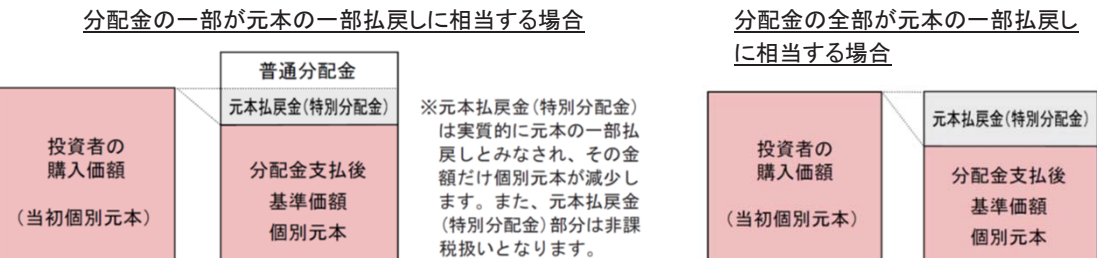 分配金の一部が元本の一部払戻しに相当する場合
普通分配金
元本払戻金(特別分配金)
投資者の
購入価額
(当初個別元本)
分配金支払後
基準価額
個別元本
※元本払戻金(特別分配金)
は実質的に元本の一部払
戻しとみなされ、その金
額だけ個別元本が減少し
ます。また、元本払戻金
(特別分配金)部分は非課
税扱いとなります。
分配金の全部が元本の一部払戻し
に相当する場合
元本払戻金(特別分配金)
投資者の
購入価額
(当初個別元本)
分配金支払後
基準価額
個別元本